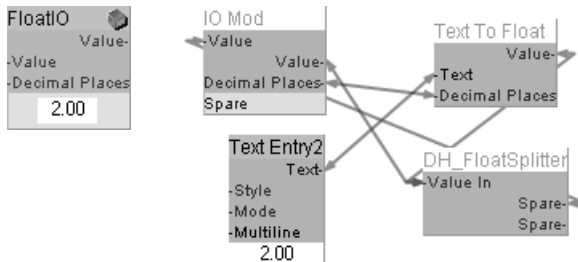 FloatIO
Value-
-Value
-Decimal Places
2.00
IO Mod
-Value
Value-
Decimal Places-
Spare
Text To Float
Value-
-Text
-Decimal Places
Text Entry2
Text-
-Style
-Mode
-Multiline
2.00
DH_FloatSplitter
-Value In
Spare-
Spare-